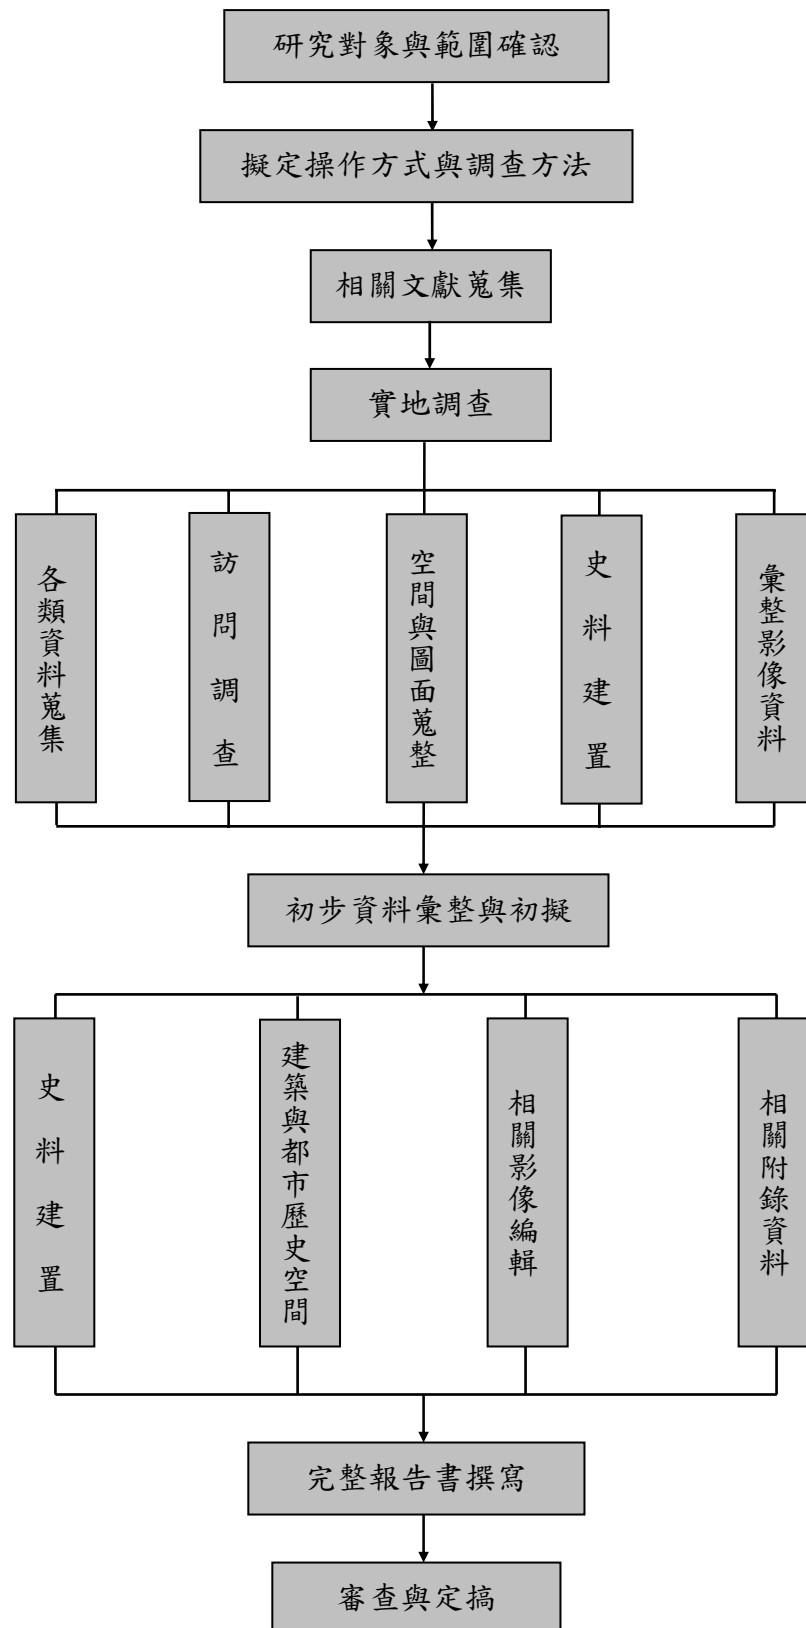 研究對象與範圍確認
擬定操作方式與調查方法
相關文獻蒐集
實地調查
各類資料蒐集
訪問調查
空間與圖面蒐整
史料建置
彙整影像資料
初步資料彙整與初擬
史料建置
建築與都市歷史空間
相關影像編輯
相關附錄資料
完整報告書撰寫
審查與定搞